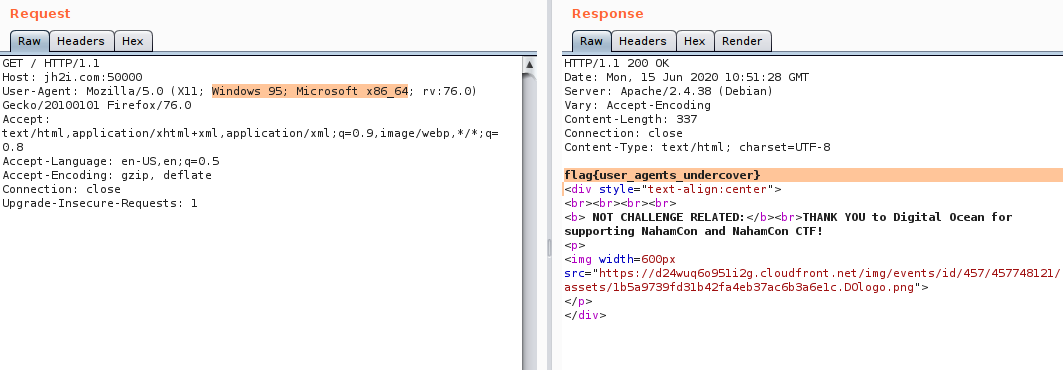 Request
Raw Headers Hex
GET / HTTP/1.1
Host: jh2i.com:50000
User-Agent: Mozilla/5.0 (X11; Windows 95; Microsoft x86_64; rv:76.0)
Gecko/20100101 Firefox/76.0
Accept:
text/html,application/xhtml+xml,application/xml;q=0.9,image/webp,*/*;q=
0.8
Accept-Language: en-US,en;q=0.5
Accept-Encoding: gzip, deflate
Connection: close
Upgrade-Insecure-Requests: 1
Response
Raw Headers Hex Render
HTTP/1.1 200 OK
Date: Mon, 15 Jun 2020 10:51:28 GMT
Server: Apache/2.4.38 (Debian)
Vary: Accept-Encoding
Content-Length: 337
Connection: close
Content-Type: text/html; charset=UTF-8
flag{user_agents_undercover}
<div style="text-align:center">
<br><br><br><br>
<b> NOT CHALLENGE RELATED:</b><br>THANK YOU to Digital Ocean for
supporting NahamCon and NahamCon CTF!
<p>
<img width=600px
src="https://d24wuq6o951i2g.cloudfront.net/img/events/id/457/457748121/
assets/1b5a9739fd31b42fa4eb37ac6b3a6e1c.DOlogo.png">
</p>
</div>